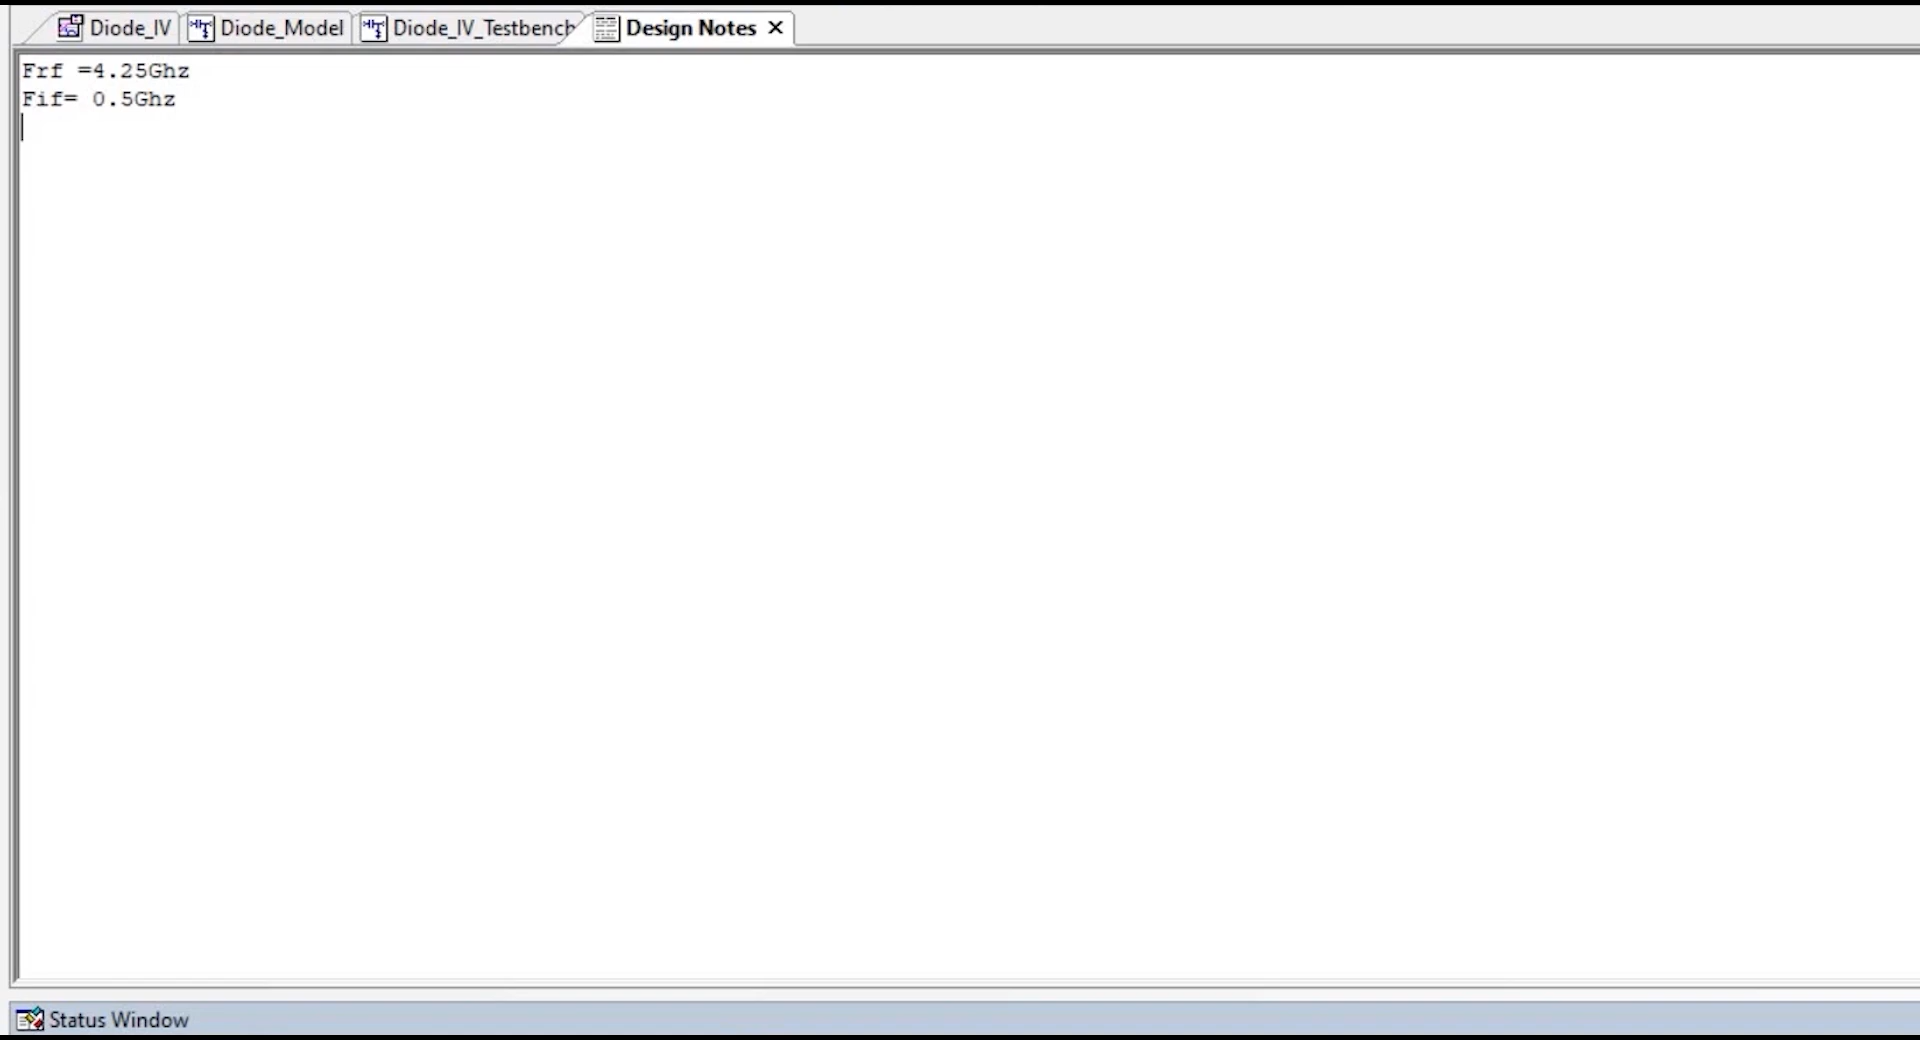 Diode_IV
Diode_Model
Diode_IV_Testbench
Design Notes
Frf =4.25Ghz
Fif= 0.5Ghz
Status Window